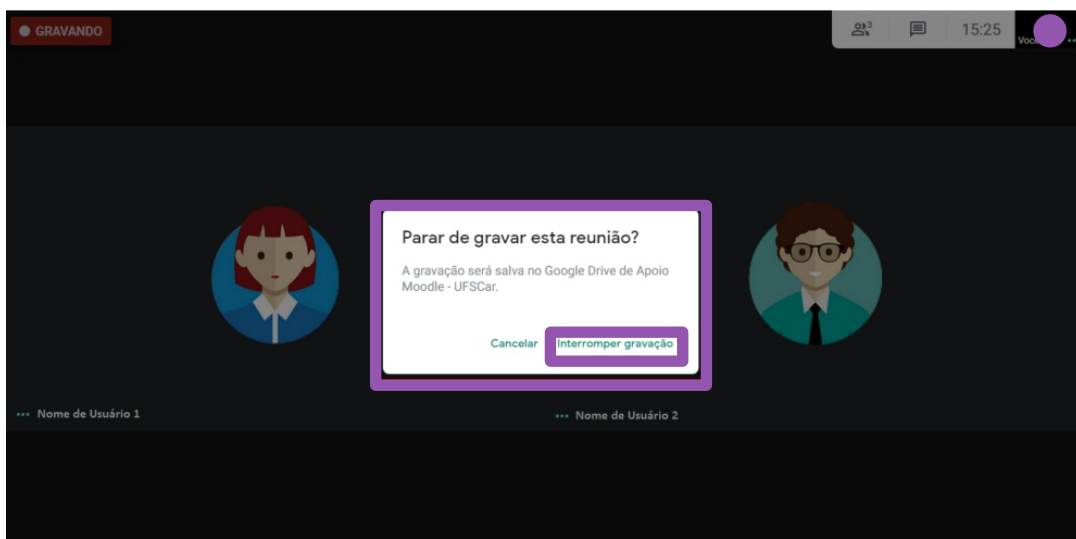 GRAVANDO
3
15:25
Parar de gravar esta reunião?
A gravação será salva no Google Drive de Apoio
Moodle - UFSCar.
Cancelar Interromper gravação
Nome de Usuário 1
Nome de Usuário 2